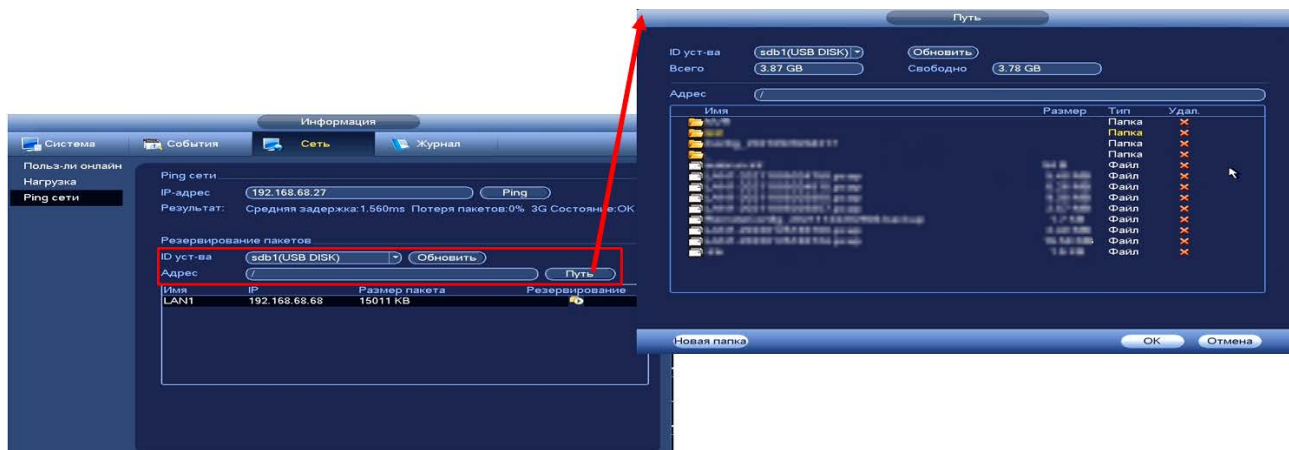 Информация
Система События Сеть Журнал
Польз-ли онлайн
Нагрузка
Ping сети
Ping сети
IP-адрес 192.168.68.27 Ping
Результат: Средняя задержка:1.560ms Потеря пакетов:0% 3G Состояние:OK
Резервирование пакетов
ID уст-ва sdb1(USB DISK) Обновить
Адрес / Путь
Имя IP Размер пакета Резервирование
LAN1 192.168.68.68 15011 KB
Путь
ID уст-ва sdb1(USB DISK) Обновить
Всего 3.87 GB Свободно 3.78 GB
Адрес /
Имя Размер Тип Удал.
Папка
Папка
Папка
Папка
Файл
Файл
Файл
Файл
Файл
Файл
Файл
Файл
Файл
Новая папка OK Отмена